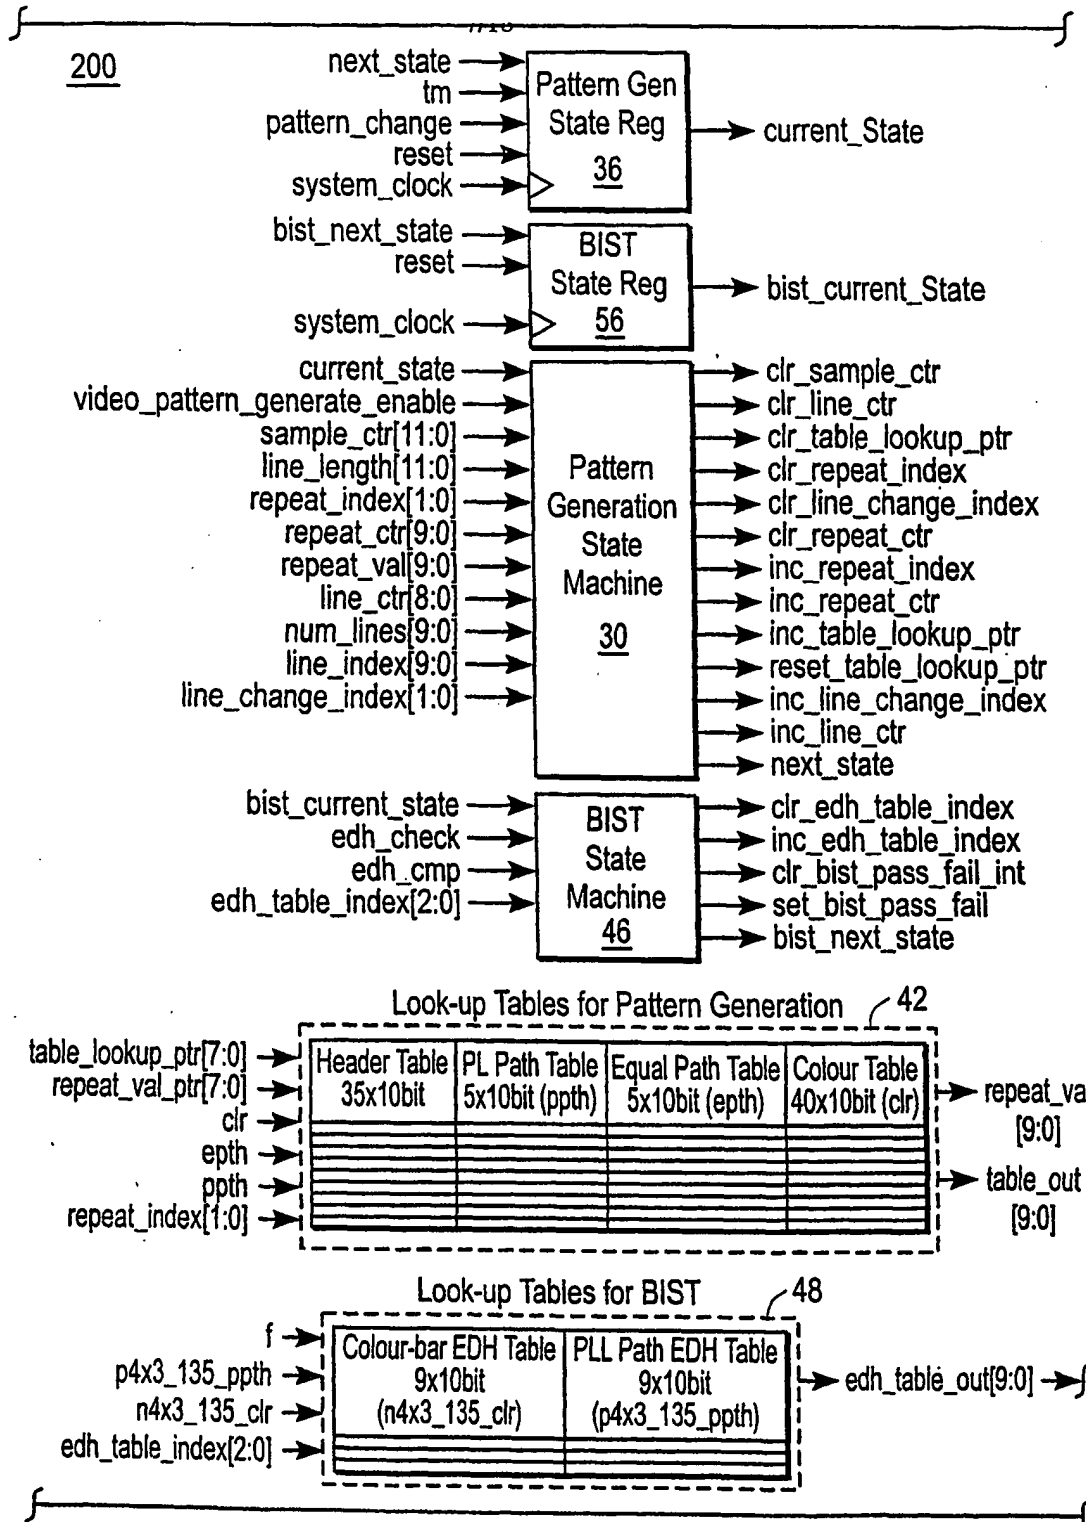 200
next_state
tm
pattern_change
reset
system_clock
Pattern Gen
State Reg
36
current_State
bist_next_state
reset
system_clock
BIST
State Reg
56
bist_current_State
current_state
video_pattern_generate_enable
sample_ctr[11:0]
line_length[11:0]
repeat_index[1:0]
repeat_ctr[9:0]
repeat_val[9:0]
line_ctr[8:0]
num_lines[9:0]
line_index[9:0]
line_change_index[1:0]
Pattern
Generation
State
Machine
30
clr_sample_ctr
clr_line_ctr
clr_table_lookup_ptr
clr_repeat_index
clr_line_change_index
clr_repeat_ctr
inc_repeat_index
inc_repeat_ctr
inc_table_lookup_ptr
reset_table_lookup_ptr
inc_line_change_index
inc_line_ctr
next_state
bist_current_state
edh_check
edh_cmp
edh_table_index[2:0]
BIST
State
Machine
46
clr_edh_table_index
inc_edh_table_index
clr_bist_pass_fail_int
set_bist_pass_fail
bist_next_state
Look-up Tables for Pattern Generation
42
table_lookup_ptr[7:0]
repeat_val_ptr[7:0]
clr
epth
ppth
repeat_index[1:0]
Header Table
35x10bit
PL Path Table
5x10bit (ppth)
Equal Path Table
5x10bit (epth)
Colour Table
40x10bit (clr)
repeat_va
[9:0]
table_out
[9:0]
Look-up Tables for BIST
48
f
p4x3_135_ppth
n4x3_135_clr
edh_table_index[2:0]
Colour-bar EDH Table
9x10bit
(n4x3_135_clr)
PLL Path EDH Table
9x10bit
(p4x3_135_ppth)
edh_table_out[9:0]